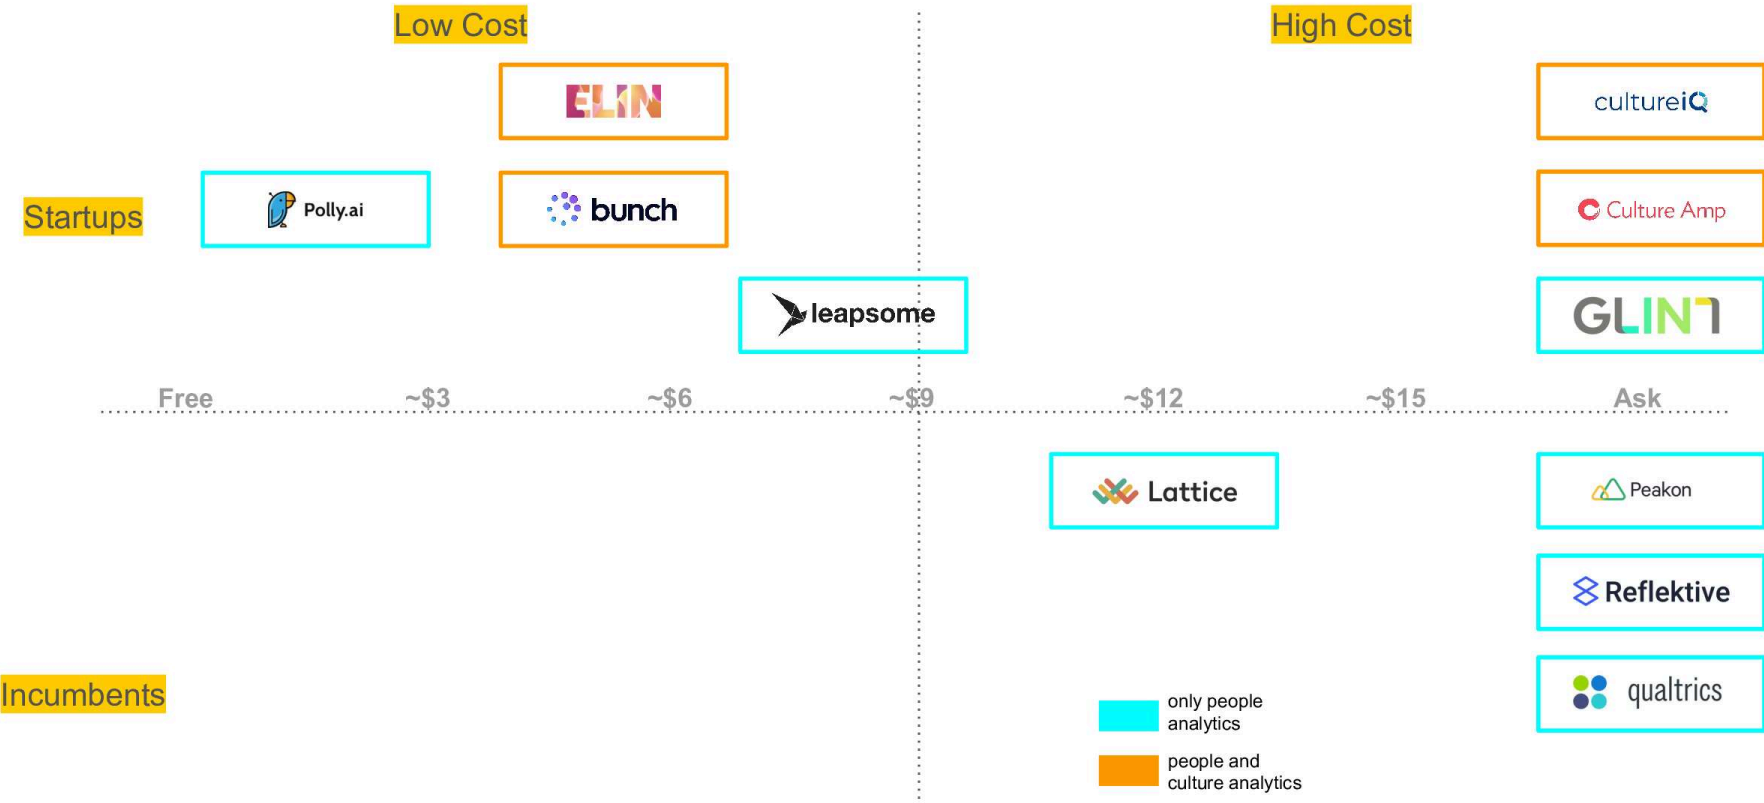 Low Cost
High Cost
ELIN
cultureiQ
Startups
Polly.ai
bunch
Culture Amp
leapsome
GLINT
Free ~$3 ~$6 ~$9 ~$12 ~$15 Ask
Lattice
Peakon
Reflektive
Incumbents
qualtrics
only people
analytics
people and
culture analytics